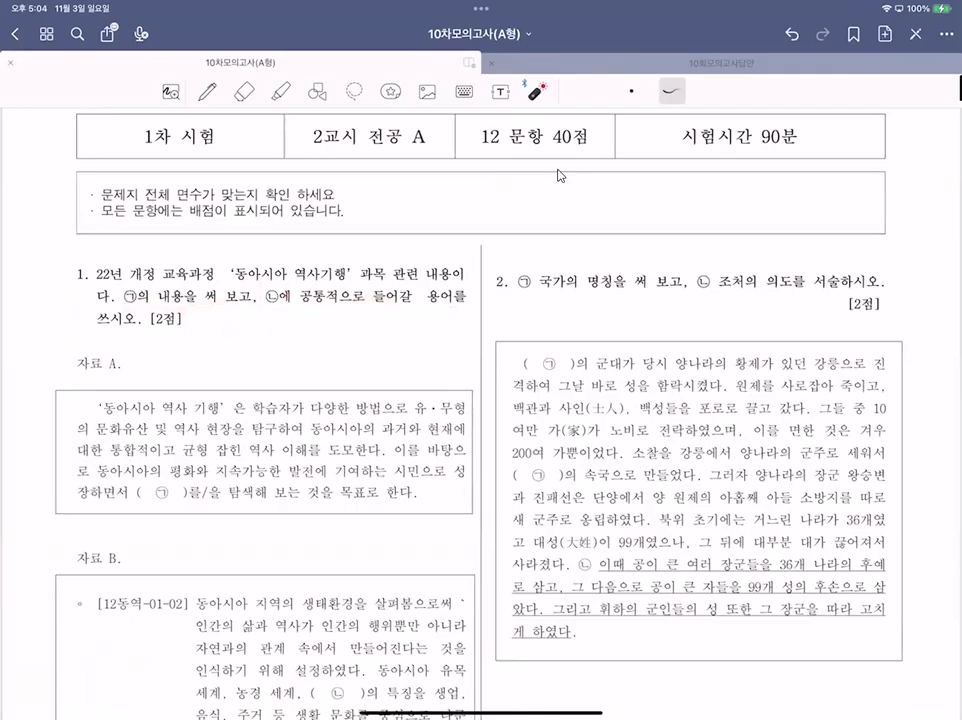 오후 5:04 11월 3일 일요일
100%
10차모의고사(A형)
10차모의고사(A형)
10회모의고사답안
1차 시험
2교시 전공 A
12 문항 40점
시험시간 90분
· 문제지 전체 면수가 맞는지 확인 하세요
· 모든 문항에는 배점이 표시되어 있습니다.
1. 22년 개정 교육과정 ‘동아시아 역사기행’ 과목 관련 내용이
다. ㉠의 내용을 써 보고, ㉡에 공통적으로 들어갈 용어를
쓰시오. [2점]
자료 A.
‘동아시아 역사 기행’은 학습자가 다양한 방법으로 유·무형
의 문화유산 및 역사 현장을 탐구하여 동아시아의 과거와 현재에
대한 통합적이고 균형 잡힌 역사 이해를 도모한다. 이를 바탕으
로 동아시아의 평화와 지속가능한 발전에 기여하는 시민으로 성
장하면서 ( ㉠ )를/을 탐색해 보는 것을 목표로 한다.
자료 B.
∘ [12동역-01-02] 동아시아 지역의 생태환경을 살펴봄으로써 `
인간의 삶과 역사가 인간의 행위뿐만 아니라
자연과의 관계 속에서 만들어진다는 것을
인식하기 위해 설정하였다. 동아시아 유목
세계, 농경 세계, ( ㉡ )의 특징을 생업,
음식, 주거 등 생활 문화를 중심으로 다룬
2. ㉠ 국가의 명칭을 써 보고, ㉡ 조처의 의도를 서술하시오.
[2점]
( ㉠ )의 군대가 당시 양나라의 황제가 있던 강릉으로 진
격하여 그날 바로 성을 함락시켰다. 원제를 사로잡아 죽이고,
백관과 사인(士人), 백성들을 포로로 끌고 갔다. 그들 중 10
여만 가(家)가 노비로 전락하였으며, 이를 면한 것은 겨우
200여 가뿐이었다. 소찰을 강릉에서 양나라의 군주로 세워서
( ㉠ )의 속국으로 만들었다. 그러자 양나라의 장군 왕승변
과 진패선은 단양에서 양 원제의 아홉째 아들 소방지를 따로
새 군주로 옹립하였다. 북위 초기에는 거느린 나라가 36개였
고 대성(大姓)이 99개였으나, 그 뒤에 대부분 대가 끊어져서
사라졌다. ㉡ 이때 공이 큰 여러 장군들을 36개 나라의 후예
로 삼고, 그 다음으로 공이 큰 자들을 99개 성의 후손으로 삼
았다. 그리고 휘하의 군인들의 성 또한 그 장군을 따라 고치
게 하였다.